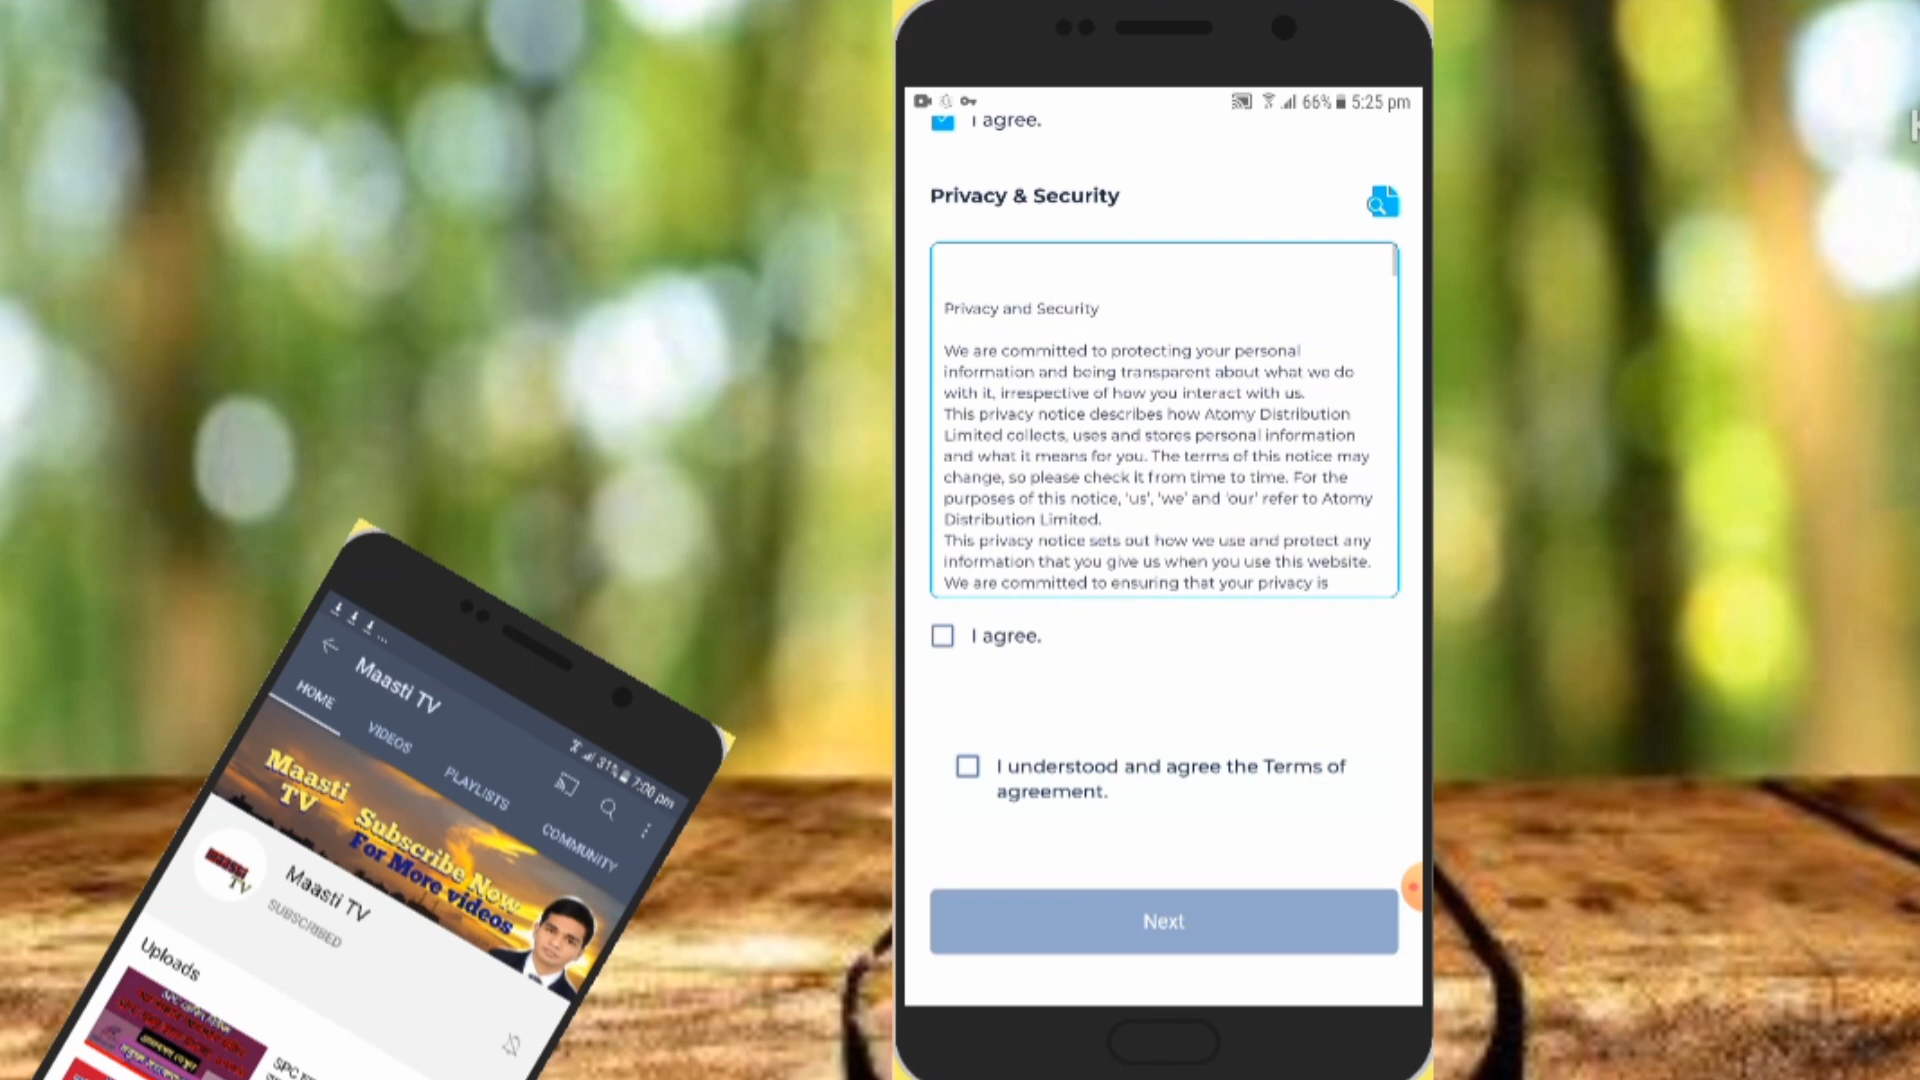 66% 5:25 pm
I agree.
Privacy & Security
Privacy and Security
We are committed to protecting your personal
information and being transparent about what we do
with it, irrespective of how you interact with us.
This privacy notice describes how Atomy Distribution
Limited collects, uses and stores personal information
and what it means for you. The terms of this notice may
change, so please check it from time to time. For the
purposes of this notice, 'us', 'we' and 'our' refer to Atomy
Distribution Limited.
This privacy notice sets out how we use and protect any
information that you give us when you use this website.
We are committed to ensuring that your privacy is
I agree.
I understood and agree the Terms of
agreement.
Next
31% 7:00 pm
Maasti TV
HOME VIDEOS PLAYLISTS COMMUNITY
Maasti
TV
Subscribe Now
For More videos
maasti
TV
Maasti TV
SUBSCRIBED
Uploads
SPC